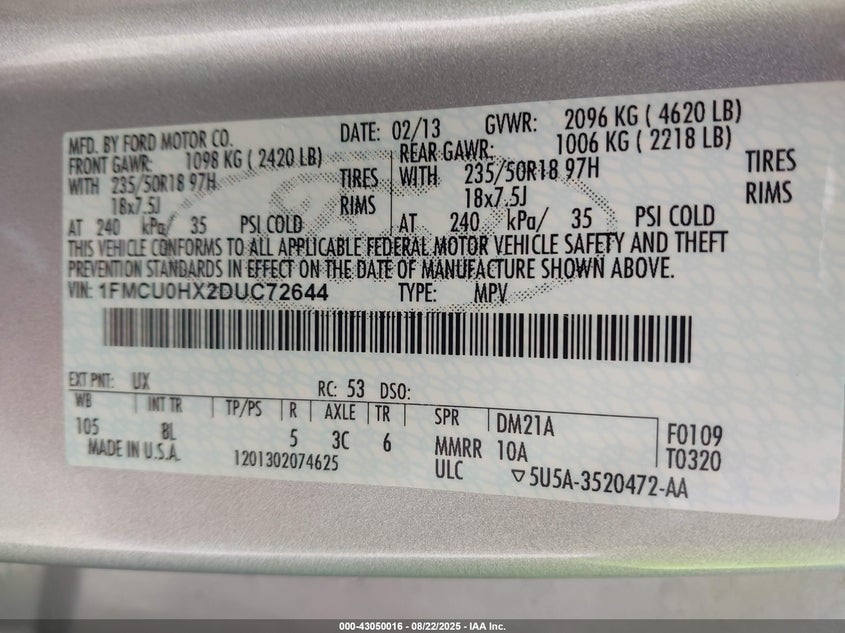 MFD. BY FORD MOTOR CO. DATE: 02/13 GVWR: 2096 KG ( 4620 LB)
FRONT GAWR: 1098 KG ( 2420 LB) REAR GAWR: 1006 KG ( 2218 LB)
WITH 235/50R18 97H TIRES WITH 235/50R18 97H TIRES
18x7.5J RIMS 18x7.5J RIMS
AT 240 kPa/ 35 PSI COLD AT 240 kPa/ 35 PSI COLD
THIS VEHICLE CONFORMS TO ALL APPLICABLE FEDERAL MOTOR VEHICLE SAFETY AND THEFT
PREVENTION STANDARDS IN EFFECT ON THE DATE OF MANUFACTURE SHOWN ABOVE.
VIN: 1FMCU0HX2DUC72644 TYPE: MPV
EXT PNT: UX RC: 53 DSO:
WB INT TR TP/PS R AXLE TR SPR DM21A F0109
105 8L 5 3C 6 MMRR 10A T0320
MADE IN U.S.A. 1201302074625 ULC ▽5U5A-3520472-AA
000-43050016 - 08/22/2025 - IAA Inc.